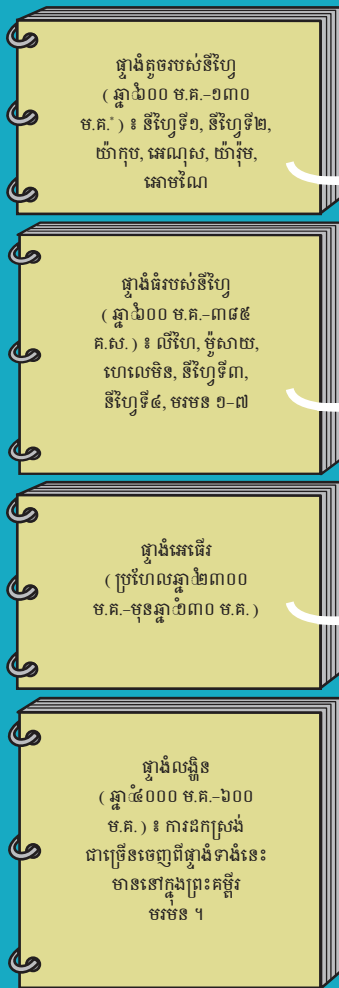 ផ្ទាំងតូចរបស់នីហ្វៃ
( ឆ្នាំ៦០០ ម.គ.–១៣០
ម.គ.* ) ៖ នីហ្វៃទី១, នីហ្វៃទី២,
យ៉ាកុប, អេណុស, យ៉ារ៉ុម,
អោមណៃ
ផ្ទាំងធំរបស់នីហ្វៃ
( ឆ្នាំ៦០០ ម.គ.–៣៨៥
គ.ស. ) ៖ លីហៃ, ម៉ូសាយ,
ហេលេមិន, នីហ្វៃទី៣,
នីហ្វៃទី៤, មរមន ១–៧
ផ្ទាំងអេធើរ
( ប្រហែលឆ្នាំ២៣០០
ម.គ.–មុនឆ្នាំ១៣០ ម.គ. )
ផ្ទាំងលង្ហិន
( ឆ្នាំ៤០០០ ម.គ.–៦០០
ម.គ. ) ៖ ការដកស្រង់
ជាច្រើនចេញពីផ្ទាំងទាំងនេះ
មាននៅក្នុងព្រះគម្ពីរ
មរមន ។